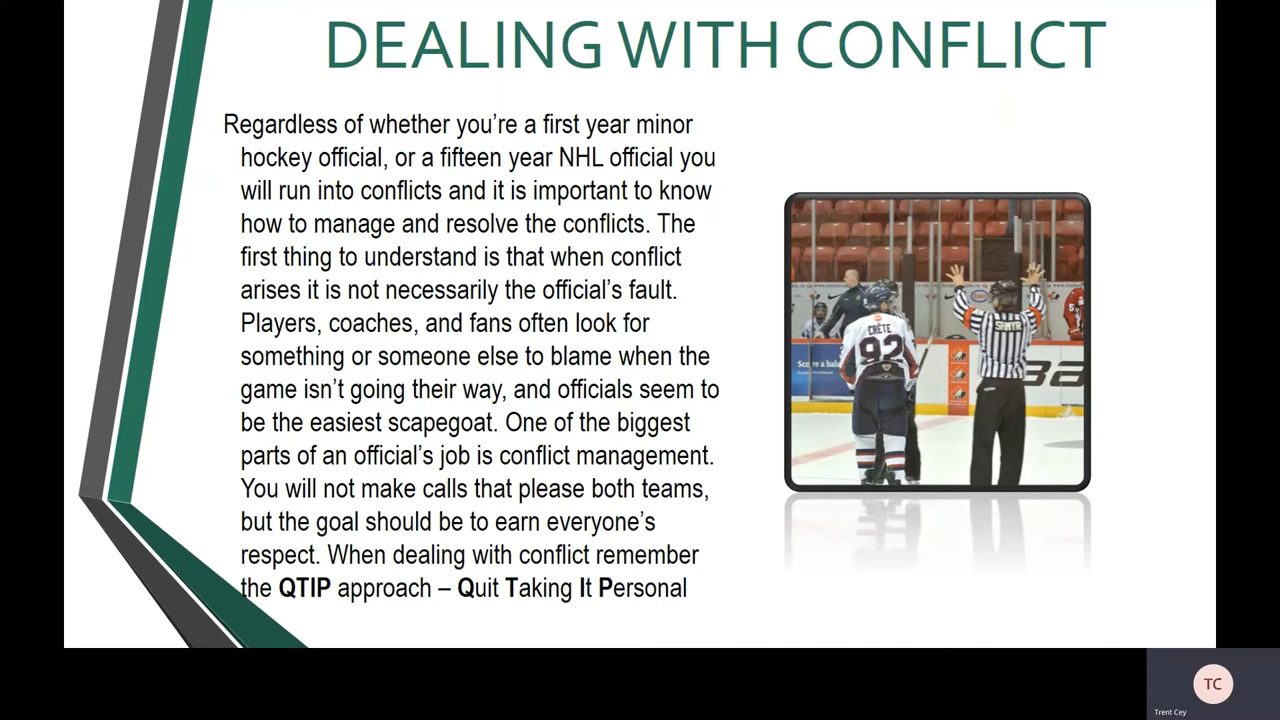 DEALING WITH CONFLICT
Regardless of whether you're a first year minor
hockey official, or a fifteen year NHL official you
will run into conflicts and it is important to know
how to manage and resolve the conflicts. The
first thing to understand is that when conflict
arises it is not necessarily the official's fault.
Players, coaches, and fans often look for
something or someone else to blame when the
game isn't going their way, and officials seem to
be the easiest scapegoat. One of the biggest
parts of an official's job is conflict management.
You will not make calls that please both teams,
but the goal should be to earn everyone's
respect. When dealing with conflict remember
the QTIP approach – Quit Taking It Personal
CRÊTE
92
SHMYR
TC
Trent Cey